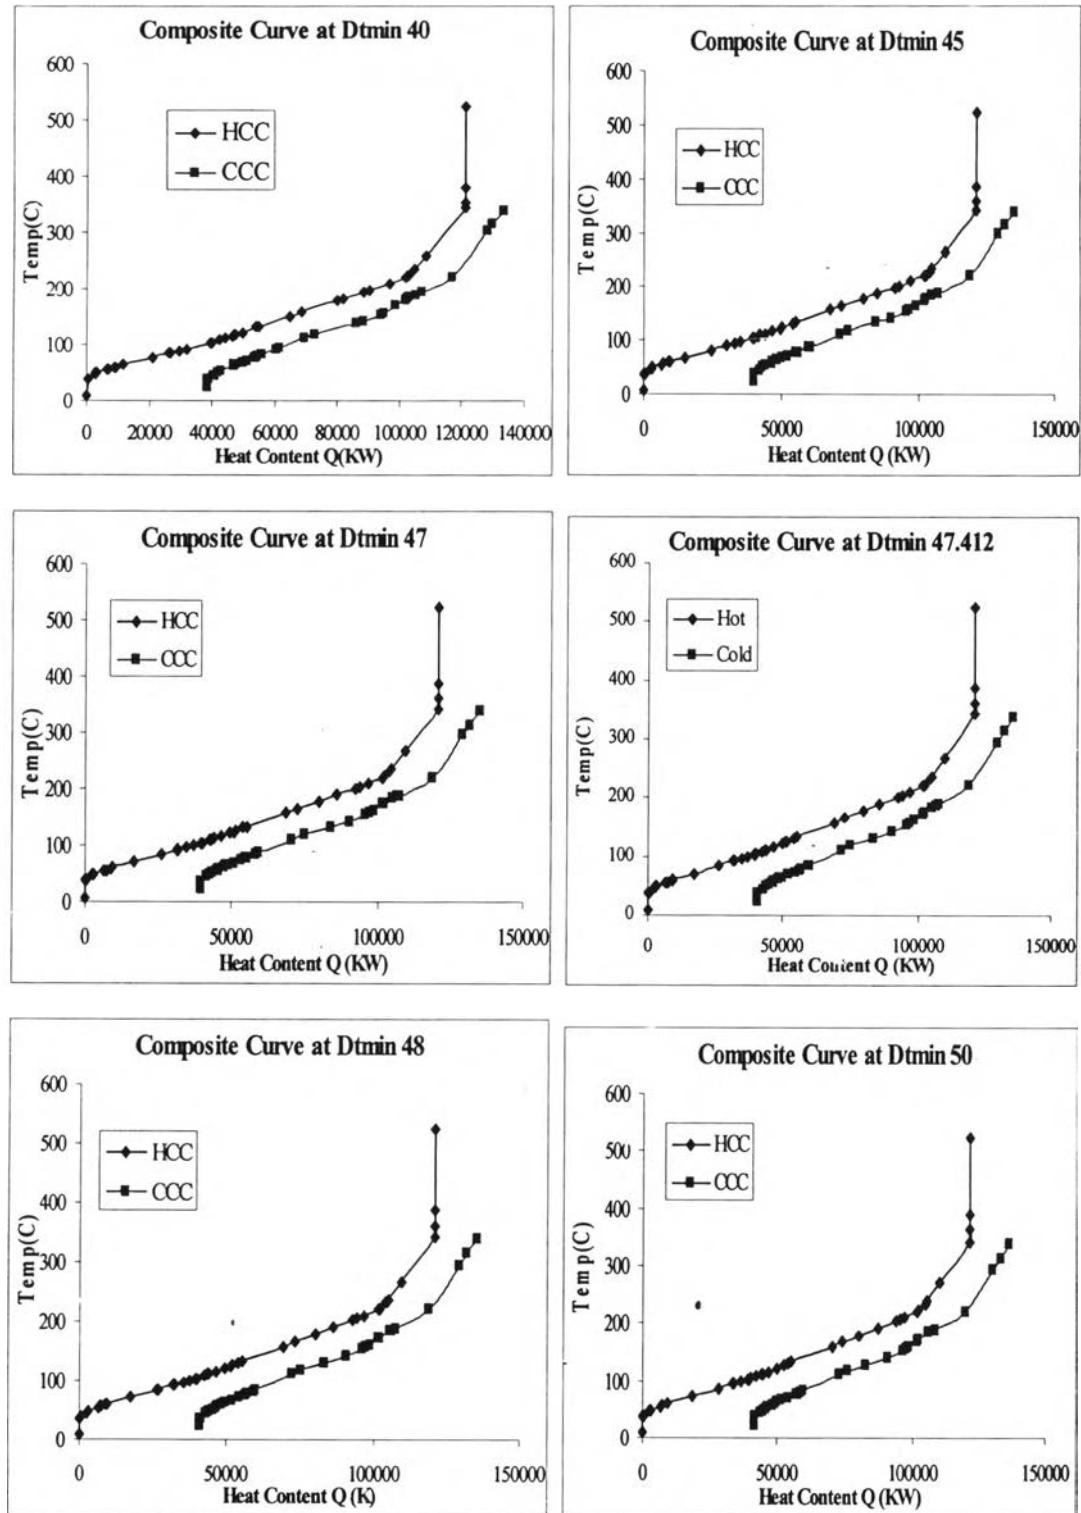 Composite Curve at Dtmin 40
600
500
400
300
200
100
0
Temp(C)
HCC
CCC
0 20000 40000 60000 80000 100000 120000 140000
Heat Content Q(KW)
Composite Curve at Dtmin 45
600
500
400
300
200
100
0
Temp(C)
HCC
CCC
0 50000 100000 150000
Heat Content Q (KW)
Composite Curve at Dtmin 47
600
500
400
300
200
100
0
Temp(C)
HCC
CCC
0 50000 100000 150000
Heat Content Q (KW)
Composite Curve at Dtmin 47.412
600
500
400
300
200
100
0
Temp(C)
Hot
Cold
0 50000 100000 150000
Heat Content Q (KW)
Composite Curve at Dtmin 48
600
500
400
300
200
100
0
Temp(C)
HCC
CCC
0 50000 100000 150000
Heat Content Q (K)
Composite Curve at Dtmin 50
600
500
400
300
200
100
0
Temp(C)
HCC
CCC
0 50000 100000 150000
Heat Content Q (KW)